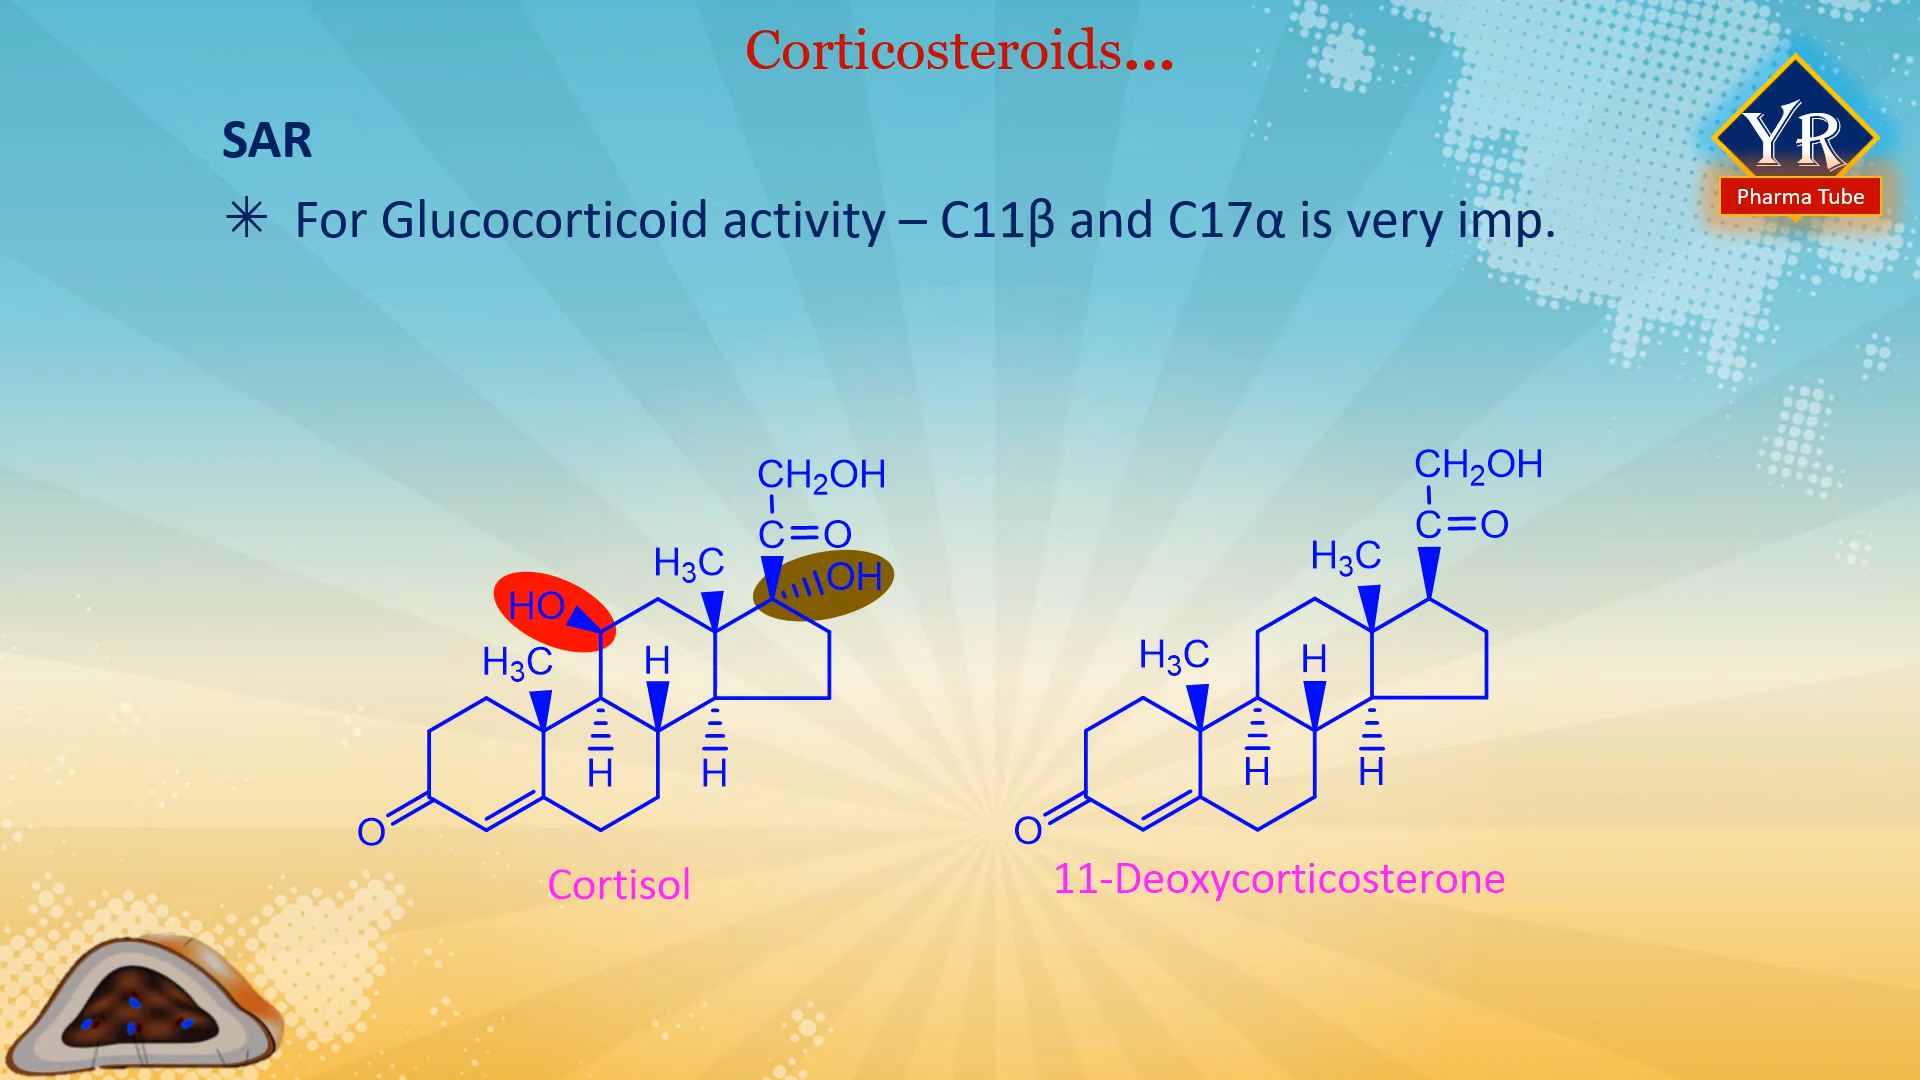 Corticosteroids...
YR
Pharma Tube
SAR
✳ For Glucocorticoid activity – C11β and C17α is very imp.
CH₂OH
C=O
H₃C
OH
HO
H₃C
H
H
H
O
Cortisol
CH₂OH
C=O
H₃C
H₃C
H
H
H
O
11-Deoxycorticosterone